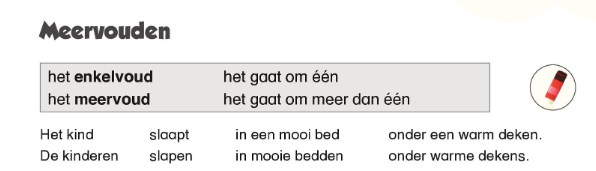 Meervouden
het enkelvoud het gaat om één
het meervoud het gaat om meer dan één
Het kind slaapt in een mooi bed onder een warm deken.
De kinderen slapen in mooie bedden onder warme dekens.